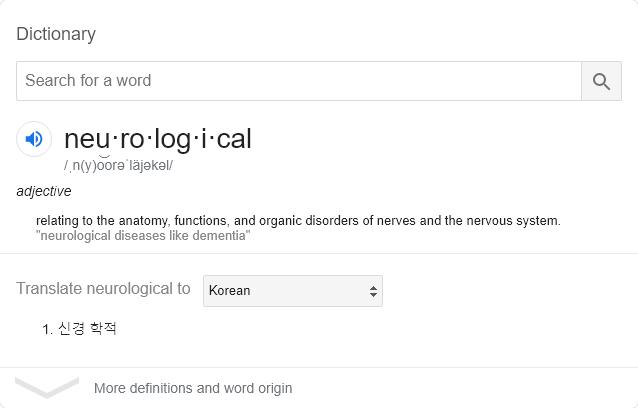 Dictionary
Search for a word
neu·ro·log·i·cal
/ˌn(y)o͝orəˈläjəkəl/
adjective
relating to the anatomy, functions, and organic disorders of nerves and the nervous system.
"neurological diseases like dementia"
Translate neurological to Korean
1. 신경 학적
More definitions and word origin